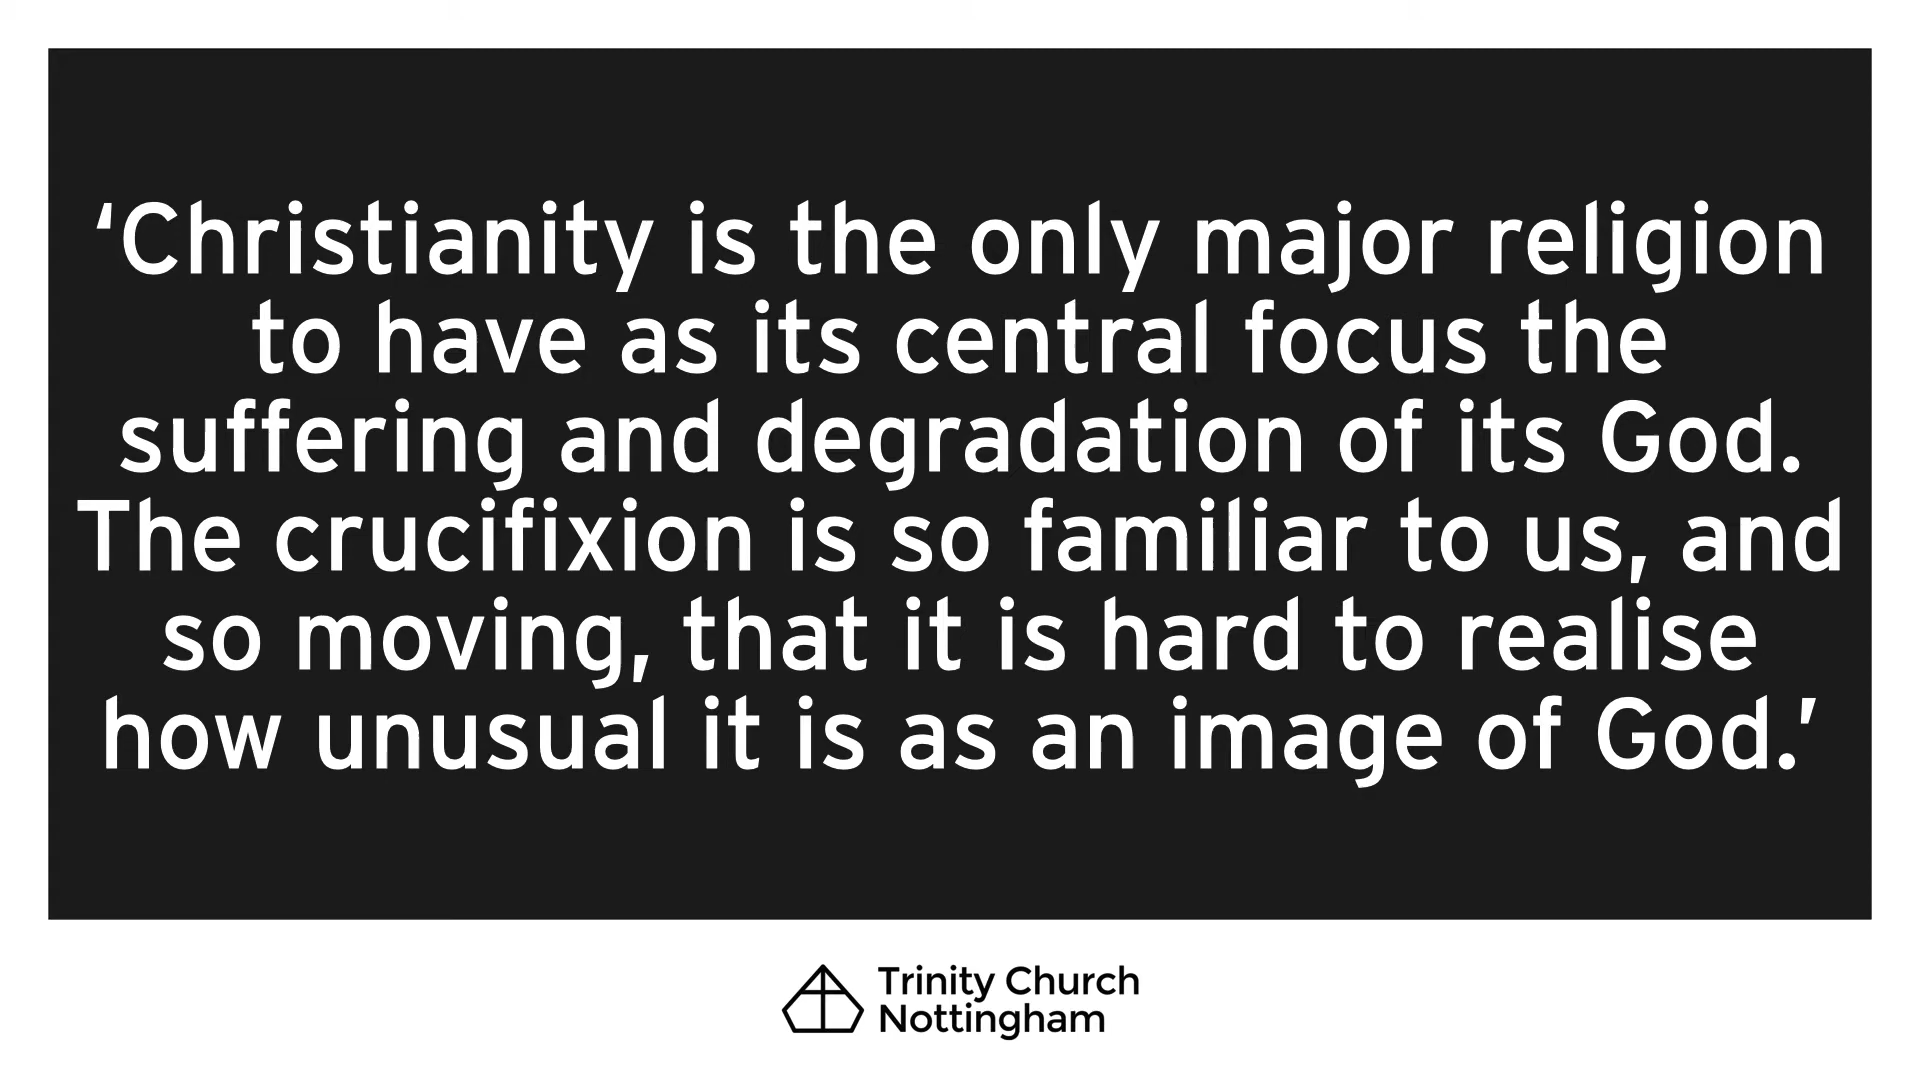 ‘Christianity is the only major religion
to have as its central focus the
suffering and degradation of its God.
The crucifixion is so familiar to us, and
so moving, that it is hard to realise
how unusual it is as an image of God.’
Trinity Church
Nottingham